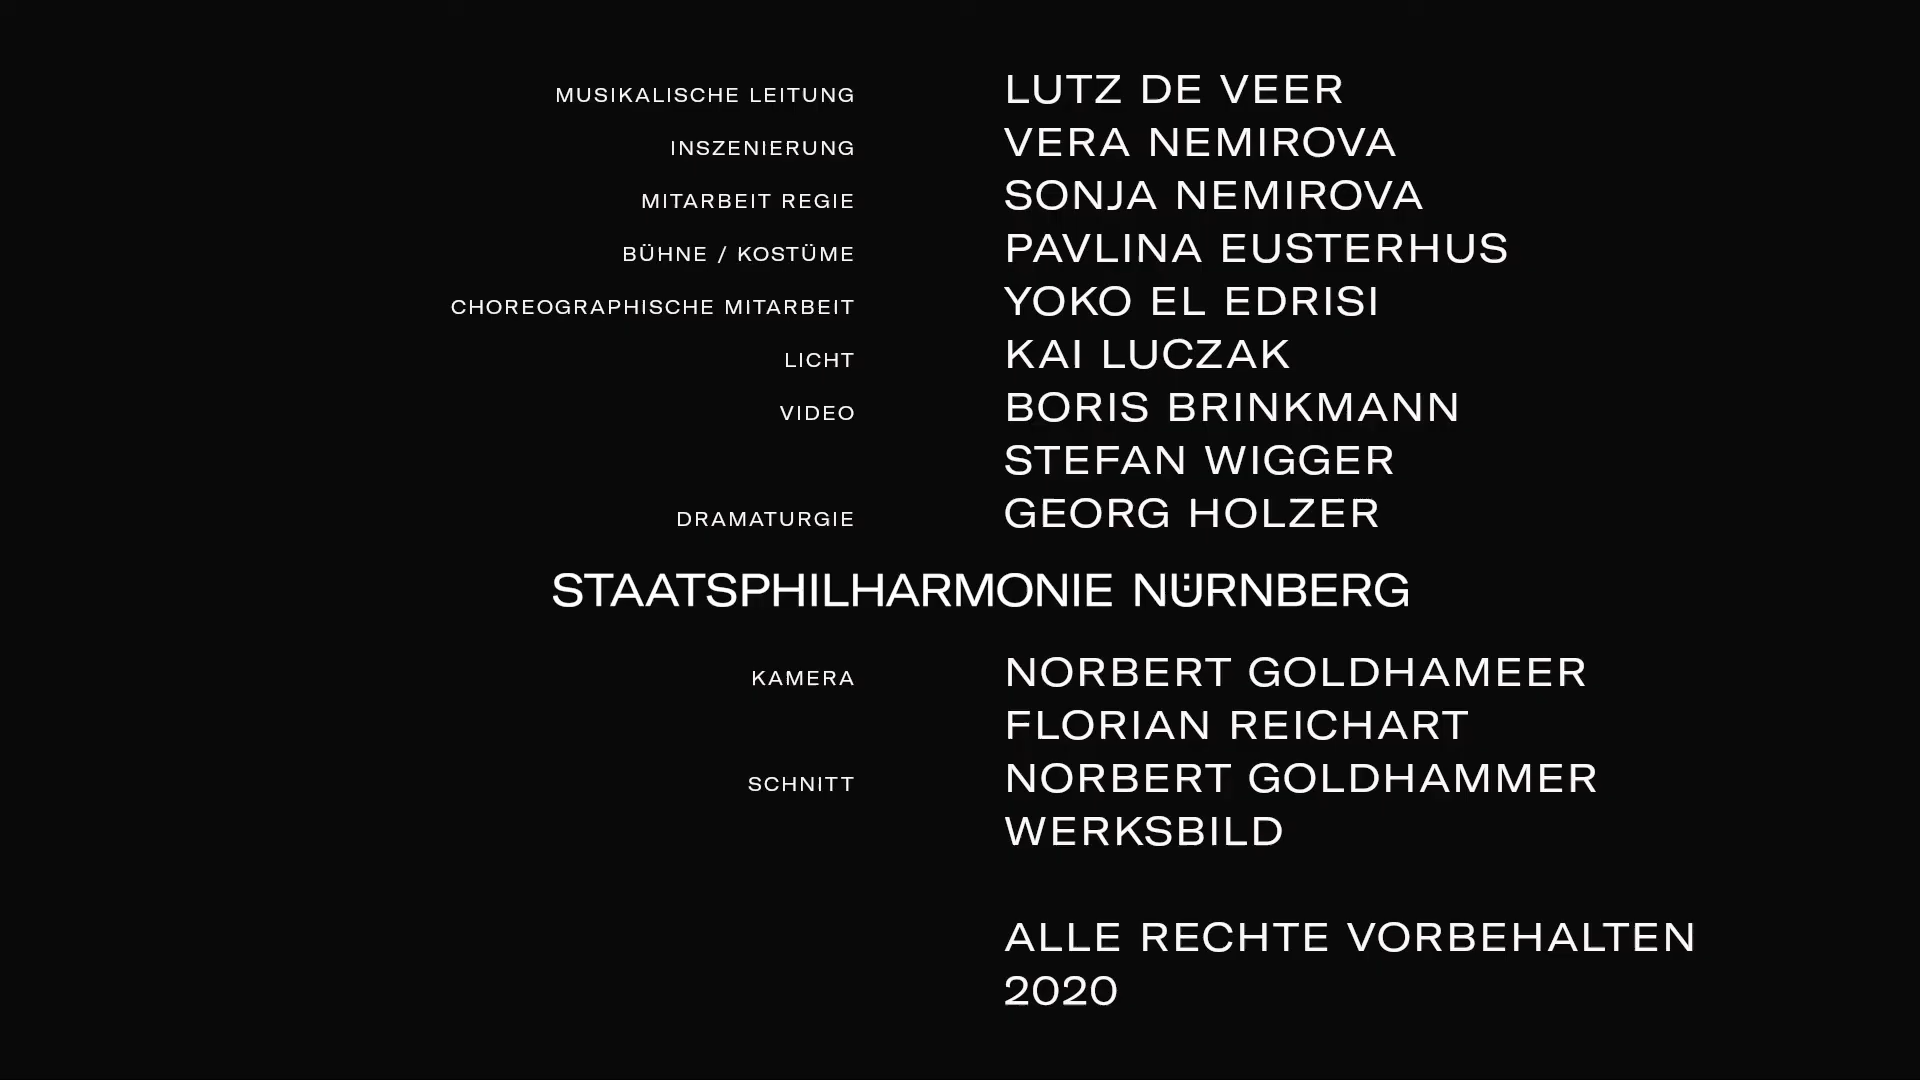 MUSIKALISCHE LEITUNG LUTZ DE VEER
INSZENIERUNG VERA NEMIROVA
MITARBEIT REGIE SONJA NEMIROVA
BÜHNE / KOSTÜME PAVLINA EUSTERHUS
CHOREOGRAPHISCHE MITARBEIT YOKO EL EDRISI
LICHT KAI LUCZAK
VIDEO BORIS BRINKMANN
STEFAN WIGGER
DRAMATURGIE GEORG HOLZER
STAATSPHILHARMONIE NÜRNBERG
KAMERA NORBERT GOLDHAMEER
FLORIAN REICHART
SCHNITT NORBERT GOLDHAMMER
WERKSBILD
ALLE RECHTE VORBEHALTEN
2020